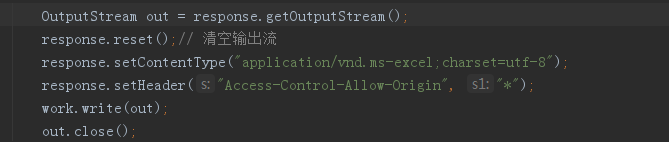 OutputStream out = response.getOutputStream();
response.reset();// 清空输出流
response.setContentType("application/vnd.ms-excel;charset=utf-8");
response.setHeader( s: "Access-Control-Allow-Origin", s1: "*");
work.write(out);
out.close();